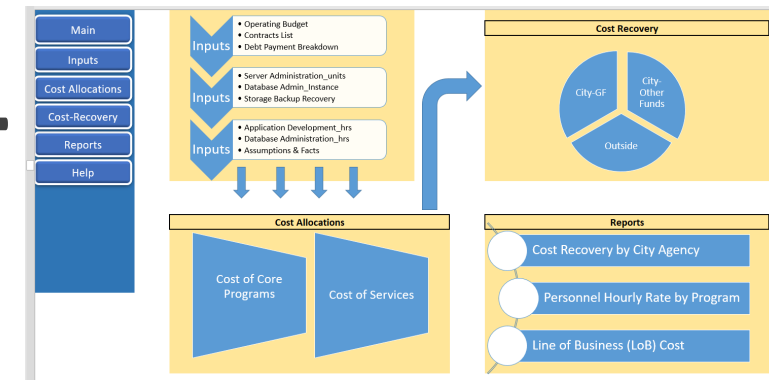 Main
Inputs
Cost Allocations
Cost-Recovery
Reports
Help
Inputs
• Operating Budget
• Contracts List
• Debt Payment Breakdown
Inputs
• Server Administration_units
• Database Admin_Instance
• Storage Backup Recovery
Inputs
• Application Development_hrs
• Database Administration_hrs
• Assumptions & Facts
Cost Allocations
Cost of Core
Programs
Cost of Services
Cost Recovery
City-GF
City-
Other
Funds
Outside
Reports
Cost Recovery by City Agency
Personnel Hourly Rate by Program
Line of Business (LoB) Cost